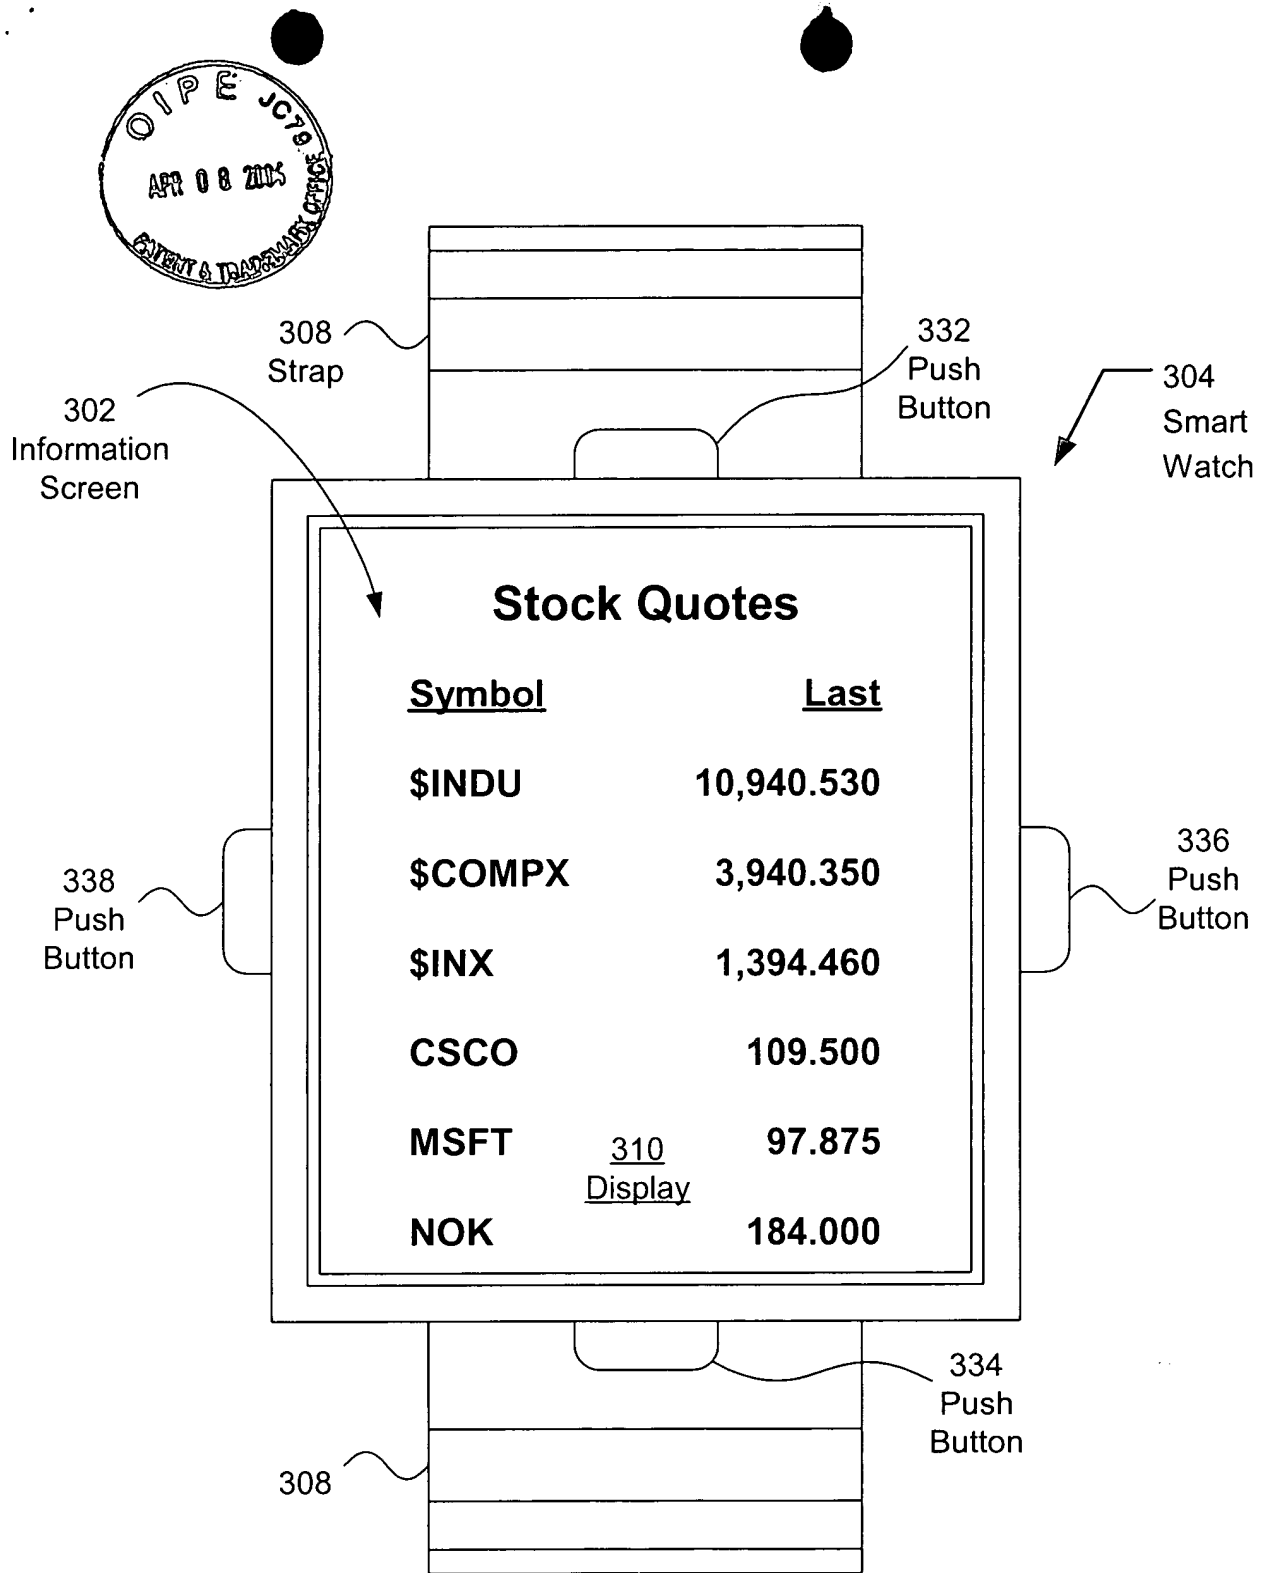 OIPE JC79
APR 08 2005
PATENT & TRADEMARK OFFICE
308
Strap
332
Push
Button
304
Smart
Watch
302
Information
Screen
Stock Quotes
Symbol Last
$INDU 10,940.530
$COMPX 3,940.350
$INX 1,394.460
CSCO 109.500
MSFT 97.875
NOK 184.000
310
Display
338
Push
Button
336
Push
Button
334
Push
Button
308